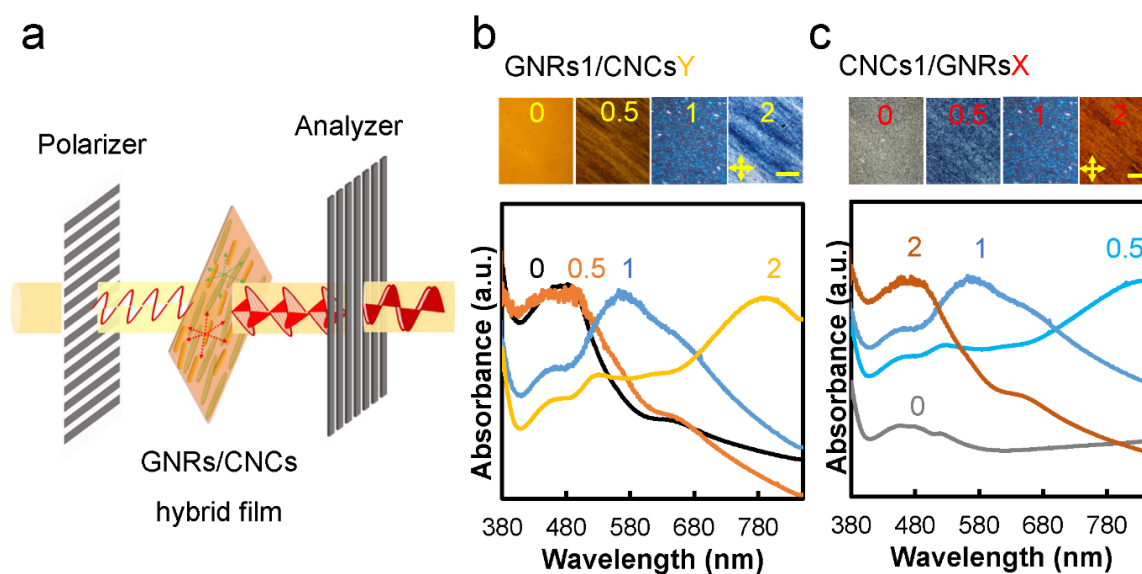 a
Polarizer
Analyzer
GNRs/CNCs
hybrid film
b
GNRs1/CNCsY
0
0.5
1
2
Absorbance (a.u.)
0
0.5
1
2
380
480
580
680
780
Wavelength (nm)
c
CNCs1/GNRsX
0
0.5
1
2
Absorbance (a.u.)
2
1
0.5
0
380
480
580
680
780
Wavelength (nm)